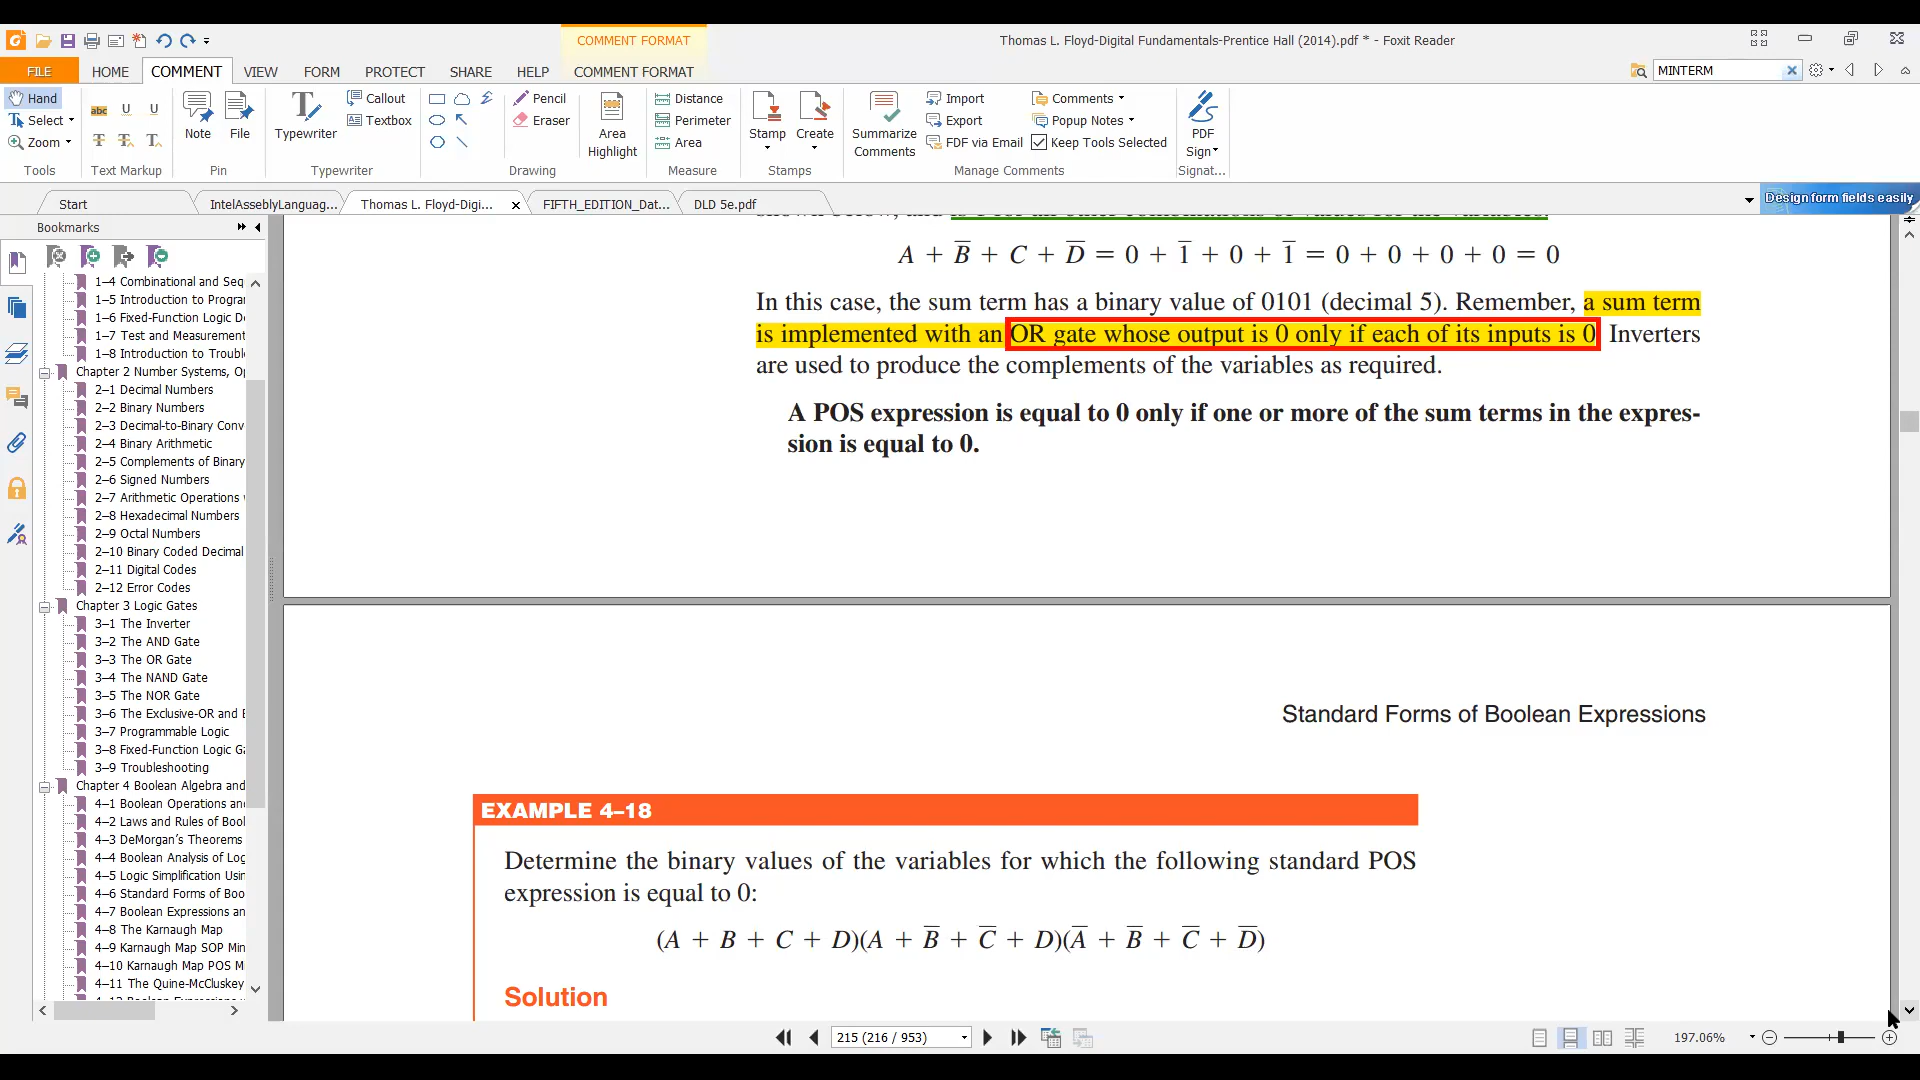 COMMENT FORMAT
Thomas L. Floyd-Digital Fundamentals-Prentice Hall (2014).pdf * - Foxit Reader
FILE HOME COMMENT VIEW FORM PROTECT SHARE HELP COMMENT FORMAT
MINTERM
Hand
Select
Zoom
Tools
abc U U
T T T
Text Markup
Note File
Pin
Typewriter
Callout
Textbox
Typewriter
Pencil
Eraser
Area Highlight
Drawing
Distance
Perimeter
Area
Measure
Stamp Create
Stamps
Summarize Comments
Import
Export
FDF via Email
Comments
Popup Notes
Keep Tools Selected
Manage Comments
PDF Sign
Signat...
Start
IntelAsseblyLanguag...
Thomas L. Floyd-Digi...
FIFTH_EDITION_Dat...
DLD 5e.pdf
Design form fields easily
Bookmarks
1–4 Combinational and Seq
1–5 Introduction to Progra
1–6 Fixed-Function Logic D
1–7 Test and Measurement
1–8 Introduction to Troub
Chapter 2 Number Systems, O
2–1 Decimal Numbers
2–2 Binary Numbers
2–3 Decimal-to-Binary Conv
2–4 Binary Arithmetic
2–5 Complements of Binary
2–6 Signed Numbers
2–7 Arithmetic Operations
2–8 Hexadecimal Numbers
2–9 Octal Numbers
2–10 Binary Coded Decimal
2–11 Digital Codes
2–12 Error Codes
Chapter 3 Logic Gates
3–1 The Inverter
3–2 The AND Gate
3–3 The OR Gate
3–4 The NAND Gate
3–5 The NOR Gate
3–6 The Exclusive-OR and
3–7 Programmable Logic
3–8 Fixed-Function Logic G
3–9 Troubleshooting
Chapter 4 Boolean Algebra and
4–1 Boolean Operations an
4–2 Laws and Rules of Bool
4–3 DeMorgan’s Theorems
4–4 Boolean Analysis of Log
4–5 Logic Simplification Usin
4–6 Standard Forms of Boo
4–7 Boolean Expressions an
4–8 The Karnaugh Map
4–9 Karnaugh Map SOP Min
4–10 Karnaugh Map POS M
4–11 The Quine-McCluskey
A + B̅ + C + D̅ = 0 + 1̅ + 0 + 1̅ = 0 + 0 + 0 + 0 = 0
In this case, the sum term has a binary value of 0101 (decimal 5). Remember, a sum term
is implemented with an OR gate whose output is 0 only if each of its inputs is 0 Inverters
are used to produce the complements of the variables as required.
A POS expression is equal to 0 only if one or more of the sum terms in the expres-
sion is equal to 0.
Standard Forms of Boolean Expressions
EXAMPLE 4–18
Determine the binary values of the variables for which the following standard POS
expression is equal to 0:
(A + B + C + D)(A + B̅ + C̅ + D)(A̅ + B̅ + C̅ + D̅)
Solution
215 (216 / 953)
197.06%